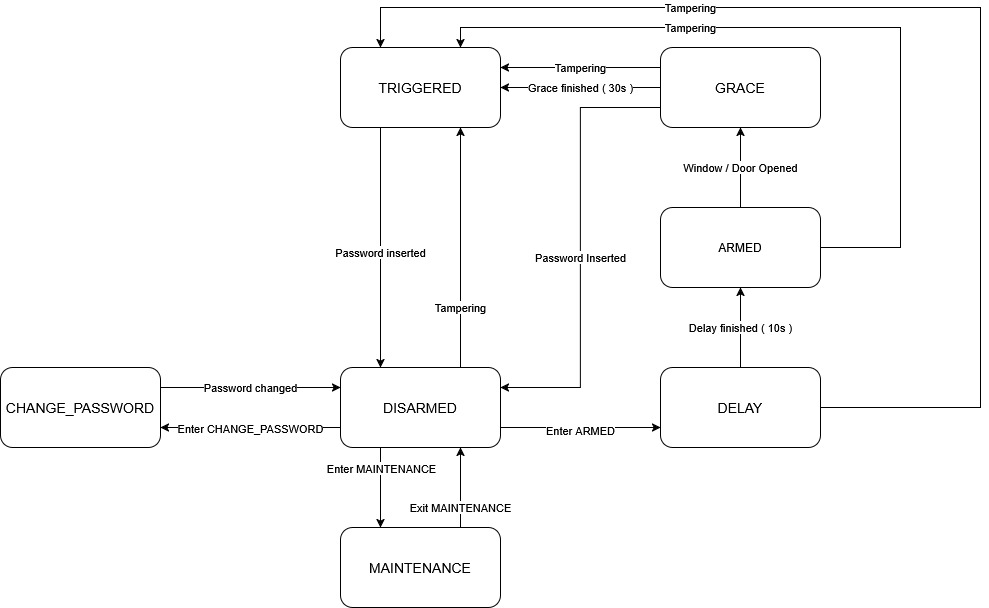 Tampering
Tampering
TRIGGERED
Tampering
Grace finished ( 30s )
GRACE
Window / Door Opened
Password inserted
Password Inserted
ARMED
Tampering
Delay finished ( 10s )
CHANGE_PASSWORD
Password changed
Enter CHANGE_PASSWORD
DISARMED
Enter ARMED
DELAY
Enter MAINTENANCE
Exit MAINTENANCE
MAINTENANCE